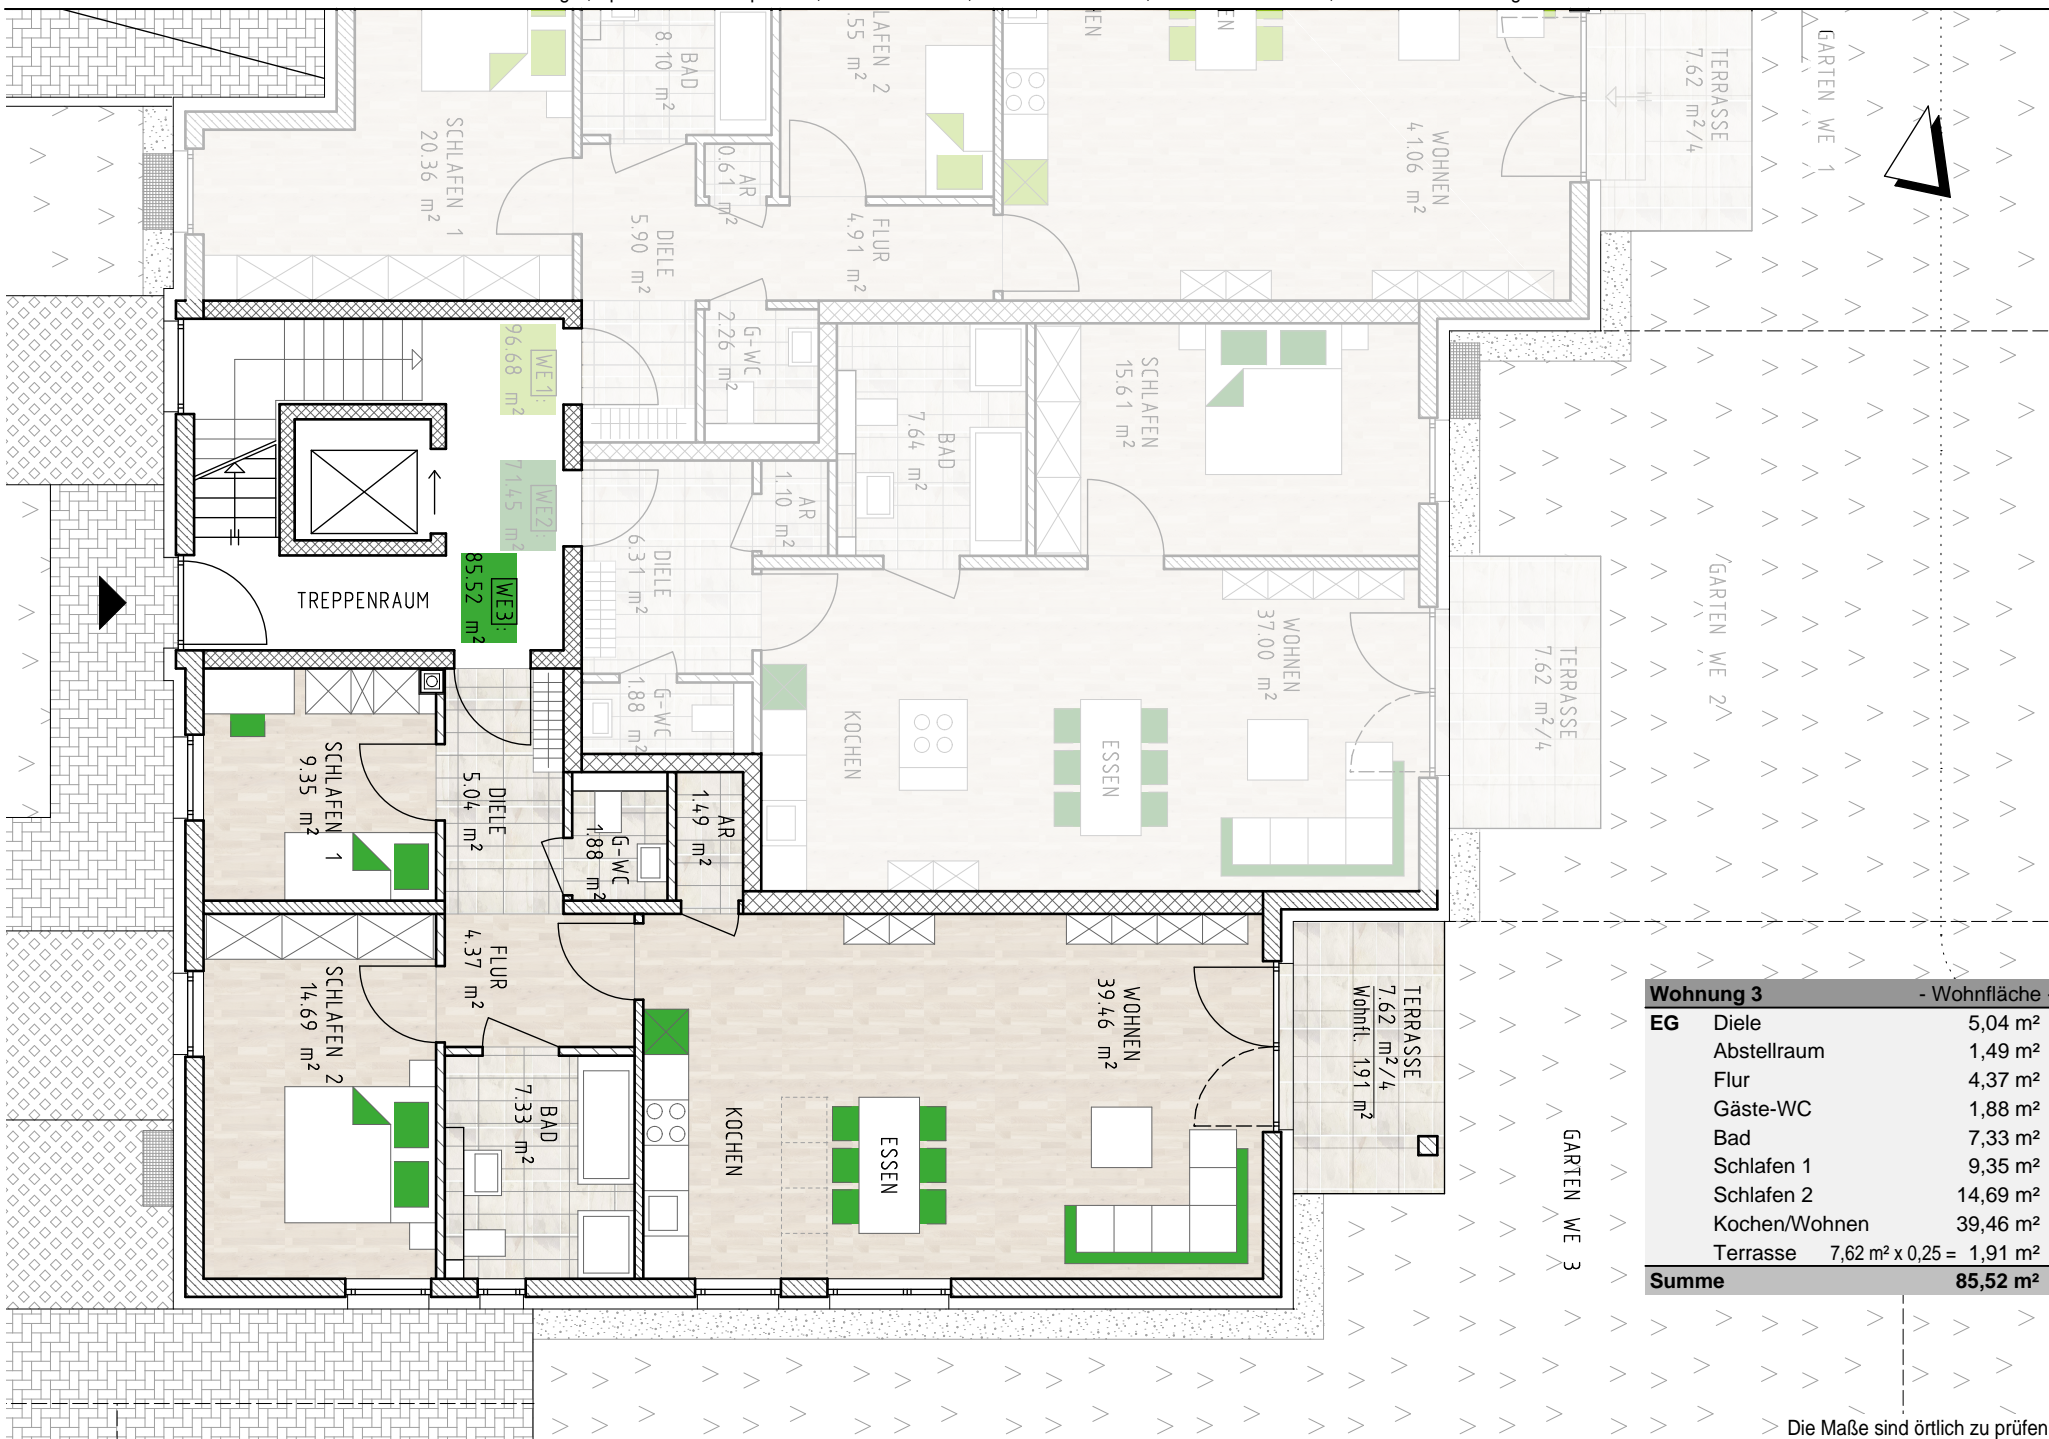 SCHLAFEN 1
20.36 m²
BAD
8.10 m²
AR
0.61 m²
DIELE
5.90 m²
FLUR
4.91 m²
WOHNEN
41.06 m²
TERRASSE
7.62 m²/4
GARTEN WE 1
WE 1:
96.68 m²
G-WC
2.26 m²
WE2:
71.45 m²
AR
1.10 m²
BAD
7.64 m²
SCHLAFEN
15.61 m²
DIELE
6.31 m²
G-WC
1.88 m²
KOCHEN
ESSEN
WOHNEN
37.00 m²
TERRASSE
7.62 m²/4
GARTEN WE 2
TREPPENRAUM
WE3:
85.52 m²
SCHLAFEN 1
9.35 m²
DIELE
5.04 m²
G-WC
1.88 m²
AR
1.49 m²
SCHLAFEN 2
14.69 m²
FLUR
4.37 m²
BAD
7.33 m²
KOCHEN
ESSEN
WOHNEN
39.46 m²
TERRASSE
7.62 m²/4
Wohnfl. 1.91 m²
GARTEN WE 3
Wohnung 3 - Wohnfläche -
EG Diele 5,04 m²
Abstellraum 1,49 m²
Flur 4,37 m²
Gäste-WC 1,88 m²
Bad 7,33 m²
Schlafen 1 9,35 m²
Schlafen 2 14,69 m²
Kochen/Wohnen 39,46 m²
Terrasse 7,62 m² x 0,25 = 1,91 m²
Summe 85,52 m²
Die Maße sind örtlich zu prüfen